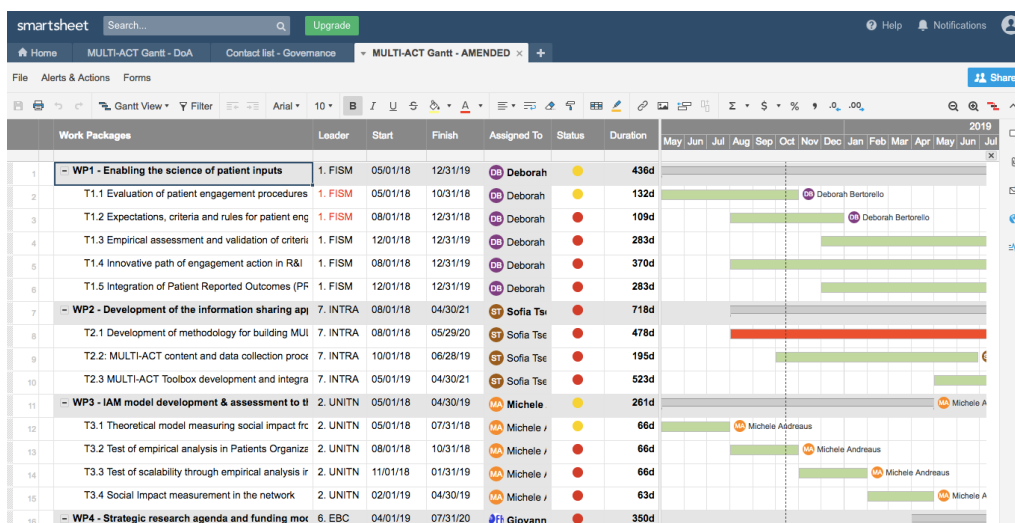 smartsheet Search... Upgrade Help Notifications
Home MULTI-ACT Gantt - DoA Contact list - Governance MULTI-ACT Gantt - AMENDED × +
File Alerts & Actions Forms Share
Gantt View Filter Arial 10 B I U S A Σ $ % .0 .00
Work Packages Leader Start Finish Assigned To Status Duration 2019
May Jun Jul Aug Sep Oct Nov Dec Jan Feb Mar Apr May Jun Jul
1 WP1 - Enabling the science of patient inputs 1. FISM 05/01/18 12/31/19 DB Deborah 436d
2 T1.1 Evaluation of patient engagement procedures 1. FISM 05/01/18 10/31/18 DB Deborah 132d DB Deborah Bertorello
3 T1.2 Expectations, criteria and rules for patient eng 1. FISM 08/01/18 12/31/18 DB Deborah 109d DB Deborah Bertorello
4 T1.3 Empirical assessment and validation of criteria 1. FISM 12/01/18 12/31/19 DB Deborah 283d
5 T1.4 Innovative path of engagement action in R&I 1. FISM 08/01/18 12/31/19 DB Deborah 370d
6 T1.5 Integration of Patient Reported Outcomes (PR 1. FISM 12/01/18 12/31/19 DB Deborah 283d
7 WP2 - Development of the information sharing ap 7. INTRA 08/01/18 04/30/21 ST Sofia Tse 718d
8 T2.1 Development of methodology for building MUL 7. INTRA 08/01/18 05/29/20 ST Sofia Tse 478d
9 T2.2: MULTI-ACT content and data collection proce 7. INTRA 10/01/18 06/28/19 ST Sofia Tse 195d
10 T2.3 MULTI-ACT Toolbox development and integra 7. INTRA 05/01/19 04/30/21 ST Sofia Tse 523d
11 WP3 - IAM model development & assessment to th 2. UNITN 05/01/18 04/30/19 MA Michele 261d MA Michele A
12 T3.1 Theoretical model measuring social impact fro 2. UNITN 05/01/18 07/31/18 MA Michele A 66d MA Michele Andreaus
13 T3.2 Test of empirical analysis in Patients Organiza 2. UNITN 08/01/18 10/31/18 MA Michele A 66d MA Michele Andreaus
14 T3.3 Test of scalability through empirical analysis ir 2. UNITN 11/01/18 01/31/19 MA Michele A 66d MA Michele Andreaus
15 T3.4 Social Impact measurement in the network 2. UNITN 02/01/19 04/30/19 MA Michele A 63d MA Michele A
16 WP4 - Strategic research agenda and funding moc 6. EBC 04/01/19 07/31/20 Giovann 350d